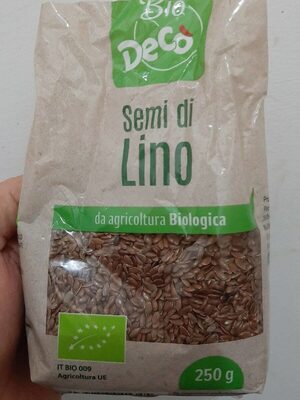 Bio
Decò
Semi di
Lino
da agricoltura Biologica
IT BIO 009
Agricoltura UE
250 g